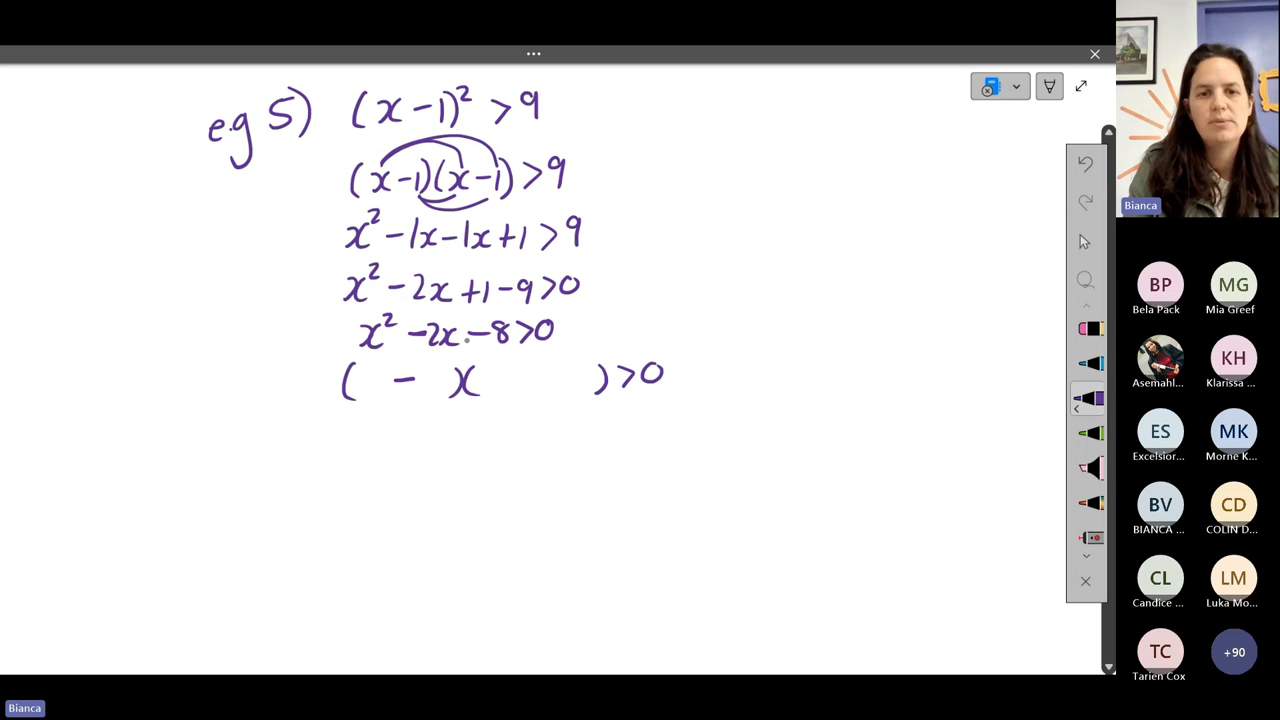 e.g 5) (x - 1)² > 9
(x - 1)(x - 1) > 9
x² - 1x - 1x + 1 > 9
x² - 2x + 1 - 9 > 0
x² - 2x - 8 > 0
( - )( ) > 0
Bianca
BP
MG
Bela Pack
Mia Greef
KH
Asemahl...
Klarissa ...
ES
MK
Excelsior...
Morne K...
BV
CD
BIANCA ...
COLIN D...
CL
LM
Candice ...
Luka Mo...
TC
+90
Tarien Cox
Bianca